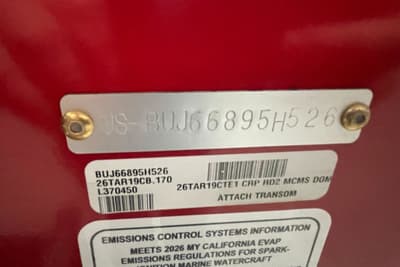 US-BUJ66895H526
BUJ66895H526
26TAR19CB.170
L370450
26TAR19CTE1 CRP RD2 MCMS DOM
ATTACH TRANSOM
EMISSIONS CONTROL SYSTEMS INFORMATION
MEETS 2026 MY CALIFORNIA EVAP
EMISSIONS REGULATIONS FOR SPARK-
IGNITION MARINE WATERCRAFT